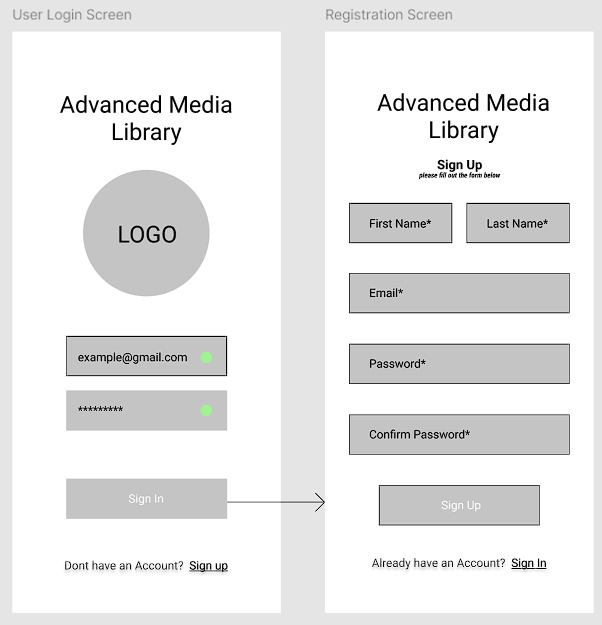 User Login Screen
Advanced Media
Library
LOGO
example@gmail.com
*********
Sign In
Dont have an Account? Sign up
Registration Screen
Advanced Media
Library
Sign Up
please fill out the form below
First Name* Last Name*
Email*
Password*
Confirm Password*
Sign Up
Already have an Account? Sign In